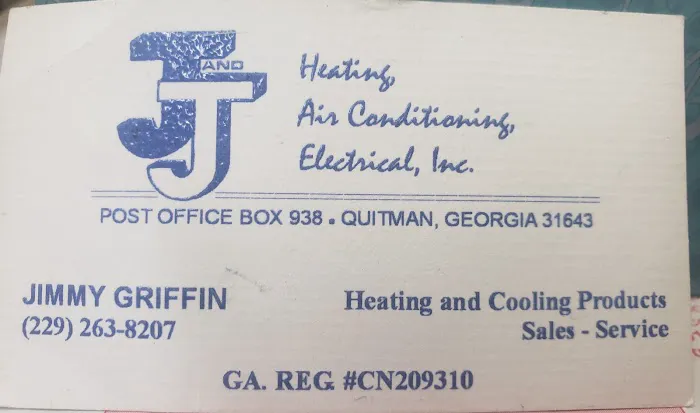 J AND J
Heating,
Air Conditioning,
Electrical, Inc.
POST OFFICE BOX 938 • QUITMAN, GEORGIA 31643
JIMMY GRIFFIN
(229) 263-8207
Heating and Cooling Products
Sales - Service
GA. REG. #CN209310